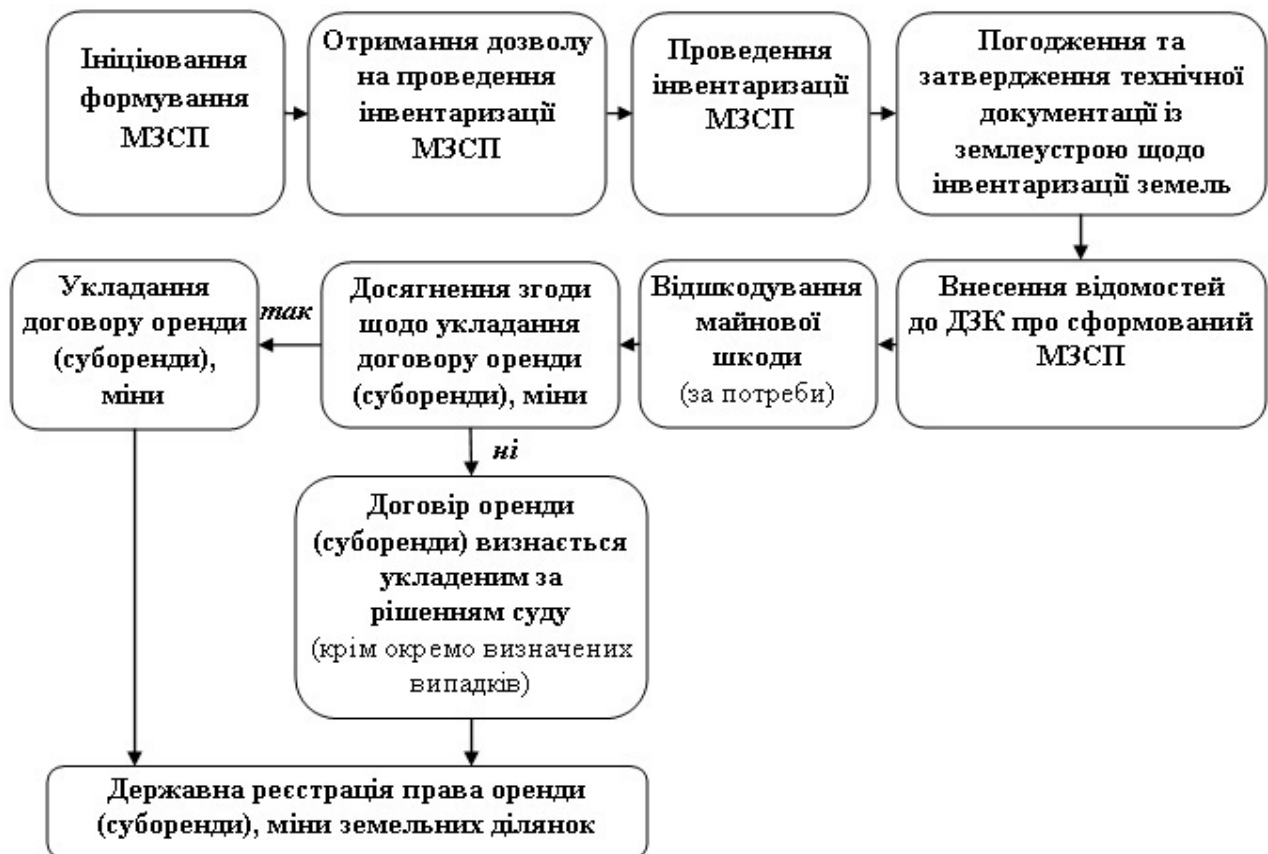 Ініціювання
формування
МЗСП
Отримання дозволу
на проведення
інвентаризації
МЗСП
Проведення
інвентаризації
МЗСП
Погодження та
затвердження технічної
документації із
землеустрою щодо
інвентаризації земель
Внесення відомостей
до ДЗК про сформований
МЗСП
Відшкодування
майнової
шкоди
(за потреби)
Досягнення згоди
щодо укладання
договору оренди
(суборенди), міни
так
Укладання
договору оренди
(суборенди),
міни
ні
Договір оренди
(суборенди) визнається
укладеним за
рішенням суду
(крім окремо визначених
випадків)
Державна реєстрація права оренди
(суборенди), міни земельних ділянок